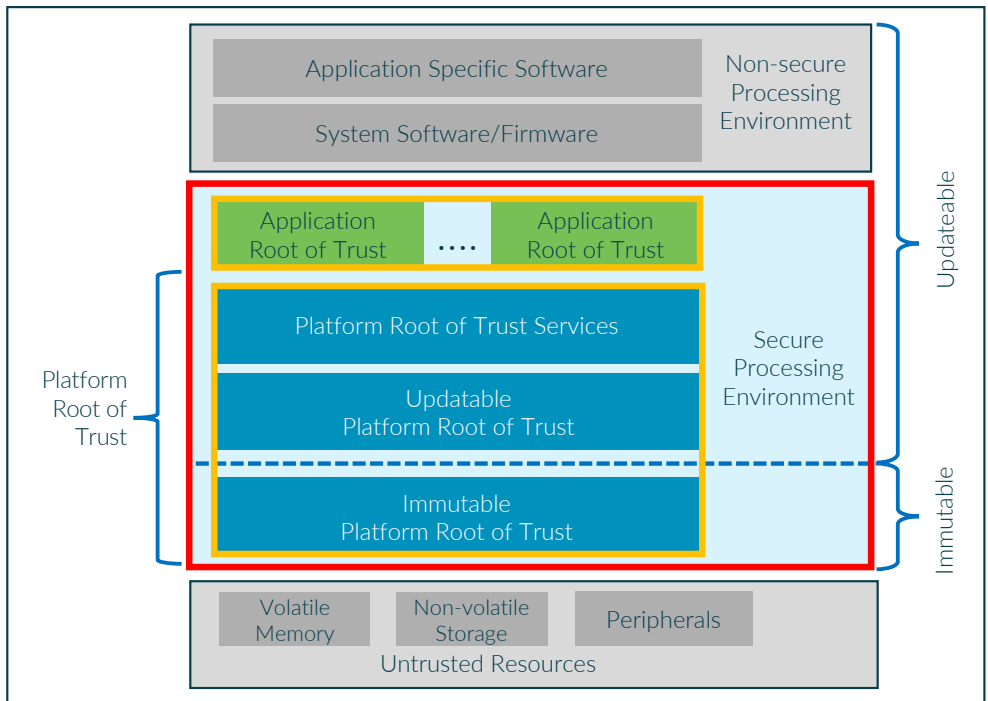 Application Specific Software
System Software/Firmware
Non-secure
Processing
Environment
Application
Root of Trust
....
Application
Root of Trust
Platform Root of Trust Services
Updatable
Platform Root of Trust
Immutable
Platform Root of Trust
Secure
Processing
Environment
Platform
Root of
Trust
Updateable
Immutable
Volatile
Memory
Non-volatile
Storage
Peripherals
Untrusted Resources